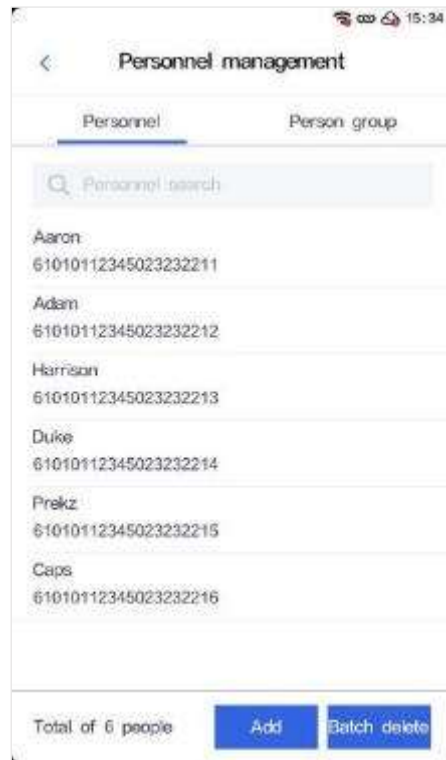 15:34
Personnel management
Personnel Person group
Personnel search
Aaron
61010112345023232211
Adam
61010112345023232212
Harrison
61010112345023232213
Duke
61010112345023232214
Prekz
61010112345023232215
Caps
61010112345023232216
Total of 6 people Add Batch delete